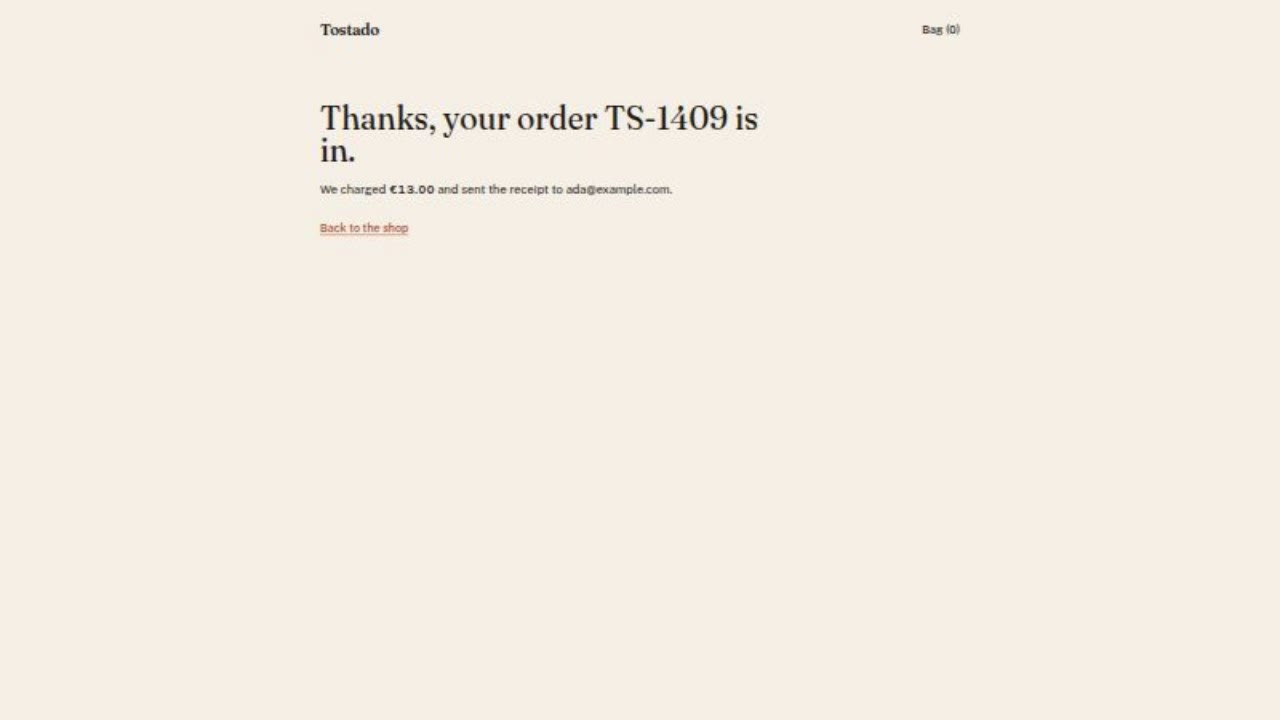 Tostado
Bag (0)
Thanks, your order TS-1409 is
in.
We charged €13.00 and sent the receipt to ada@example.com.
Back to the shop